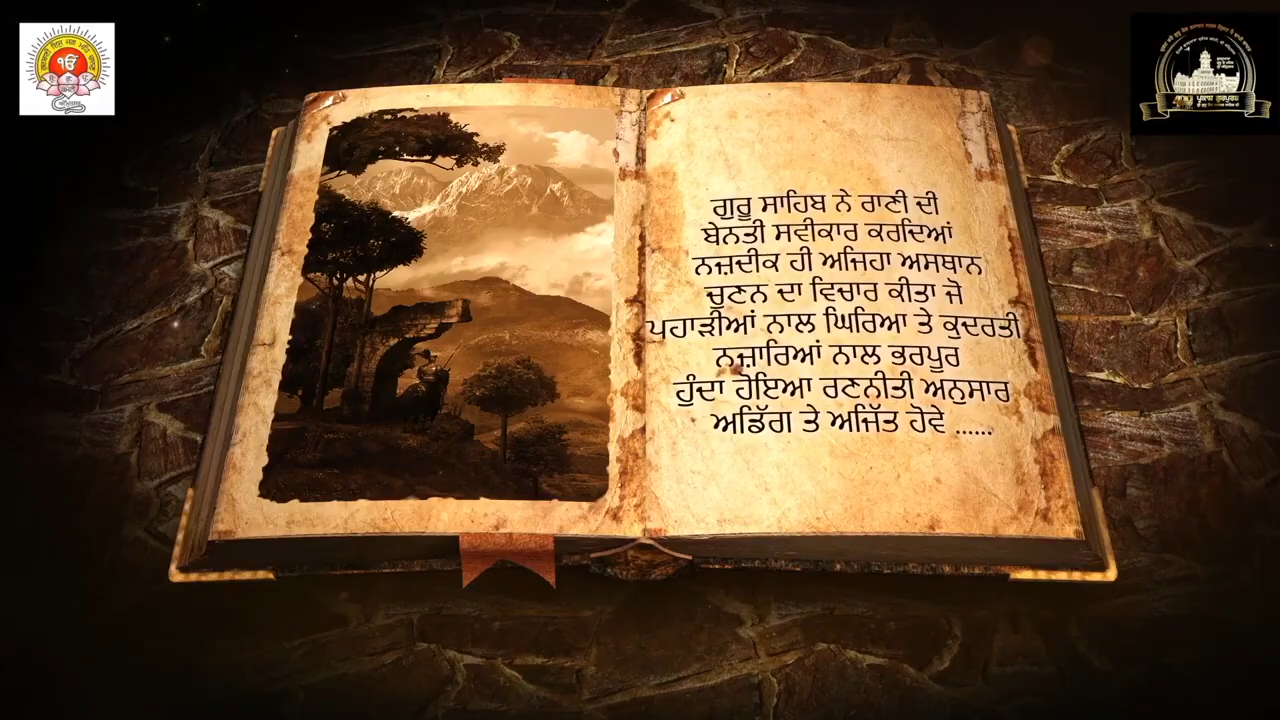 ਗੁਰੂ ਸਾਹਿਬ ਨੇ ਰਾਣੀ ਦੀ
ਬੇਨਤੀ ਸਵੀਕਾਰ ਕਰਦਿਆਂ
ਨਜ਼ਦੀਕ ਹੀ ਅਜਿਹਾ ਅਸਥਾਨ
ਚੁਣਨ ਦਾ ਵਿਚਾਰ ਕੀਤਾ ਜੋ
ਪਹਾੜੀਆਂ ਨਾਲ ਘਿਰਿਆ ਤੇ ਕੁਦਰਤੀ
ਨਜ਼ਾਰਿਆਂ ਨਾਲ ਭਰਪੂਰ
ਹੁੰਦਾ ਹੋਇਆ ਰਣਨੀਤੀ ਅਨੁਸਾਰ
ਅਡਿੱਗ ਤੇ ਅਜਿੱਤ ਹੋਵੇ ......